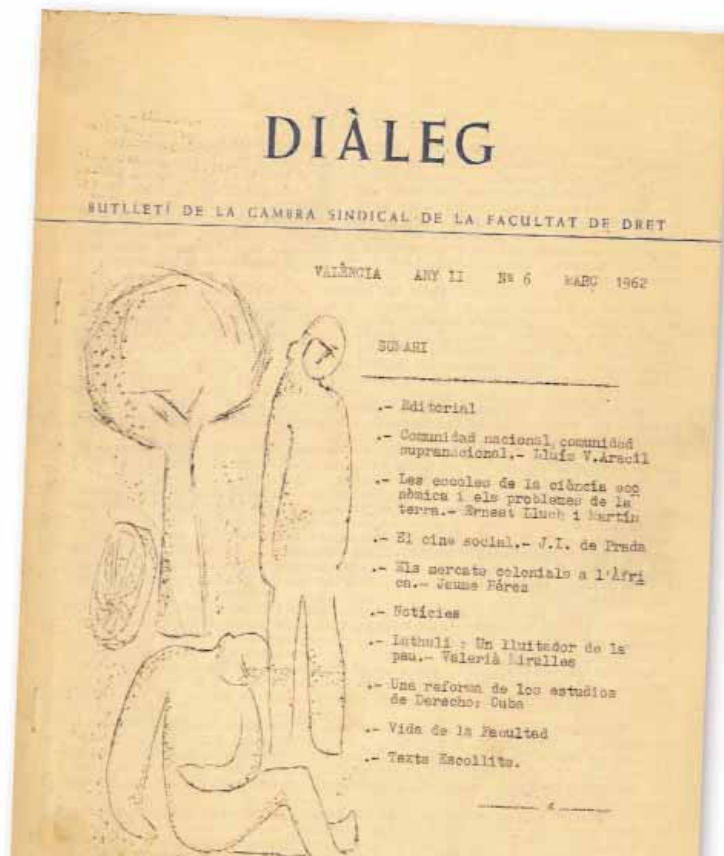 DIÀLEG
BUTLLETÍ DE LA CAMBRA SINDICAL DE LA FACULTAT DE DRET
VALÈNCIA ANY II Nº 6 MARÇ 1962
SUMARI
.- Editorial
.- Comunidad nacional, comunidad
supranacional.- Lluís V.Aracil
.- Les escoles de la ciència eco
nòmica i els problemes de la
terra.- Ernest Lluch i Martín
.- El cine social.- J.I. de Prada
.- Els mercats colonials a l'Àfri
ca.- Jaume Pérez
.- Notícies
.- Luthuli : Un lluitador de la
pau.- Valerià Miralles
.- Una reforma de los estudios
de Derecho: Cuba
.- Vida de la Facultad
.- Texts Escollits.